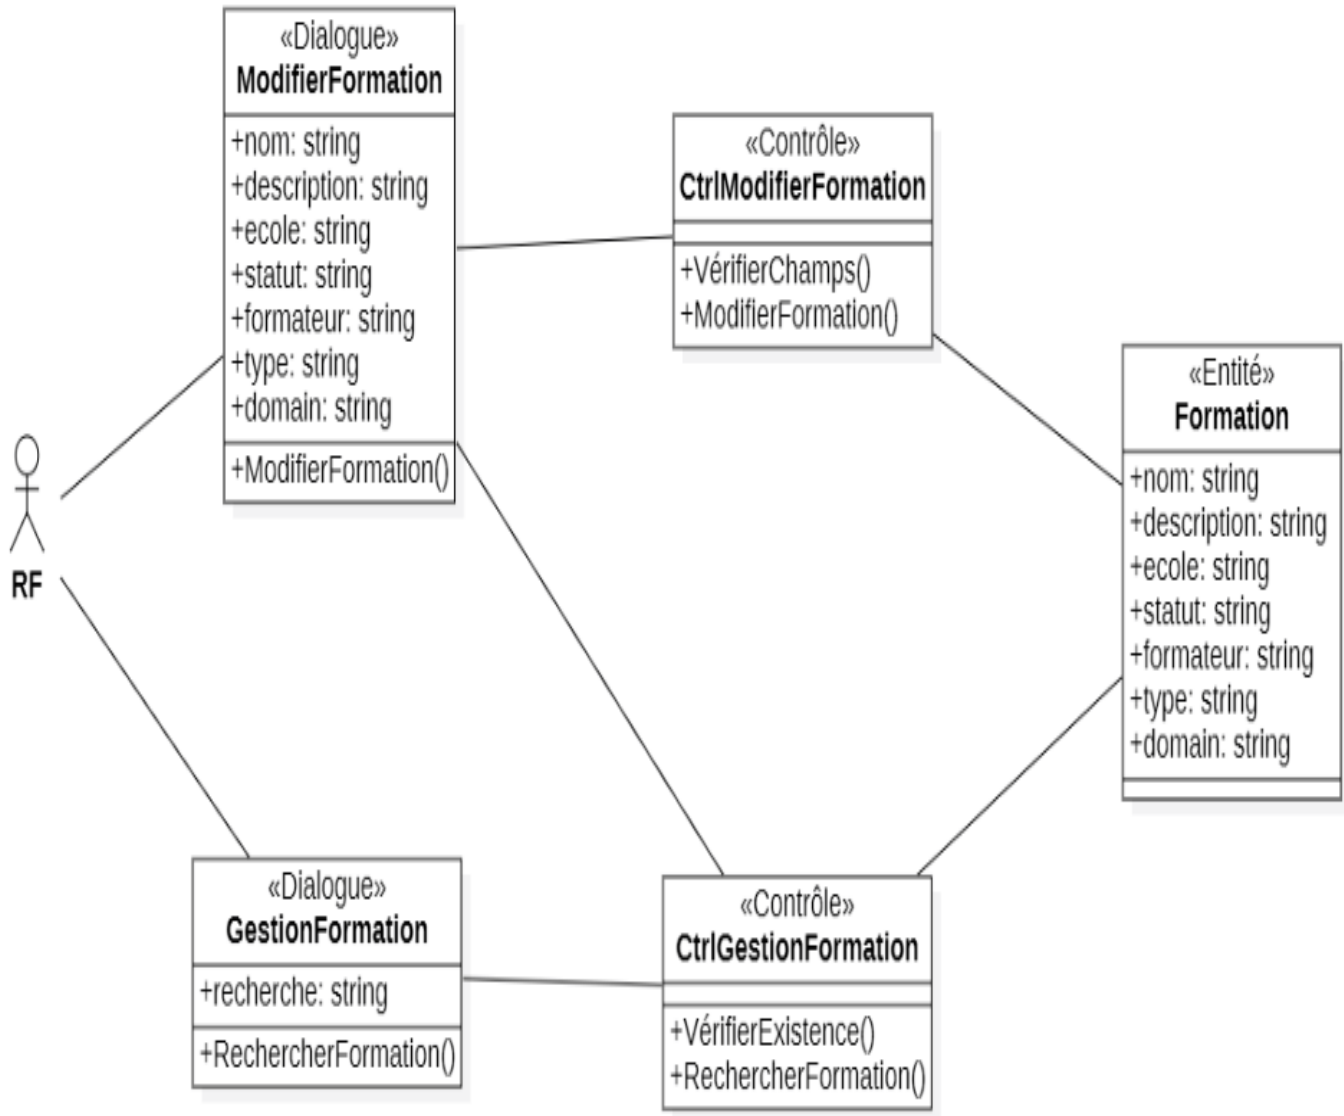 «Dialogue»
ModifierFormation
+nom: string
+description: string
+ecole: string
+statut: string
+formateur: string
+type: string
+domain: string
+ModifierFormation()
«Contrôle»
CtrlModifierFormation
+VérifierChamps()
+ModifierFormation()
«Entité»
Formation
+nom: string
+description: string
+ecole: string
+statut: string
+formateur: string
+type: string
+domain: string
RF
«Dialogue»
GestionFormation
+recherche: string
+RechercherFormation()
«Contrôle»
CtrlGestionFormation
+VérifierExistence()
+RechercherFormation()